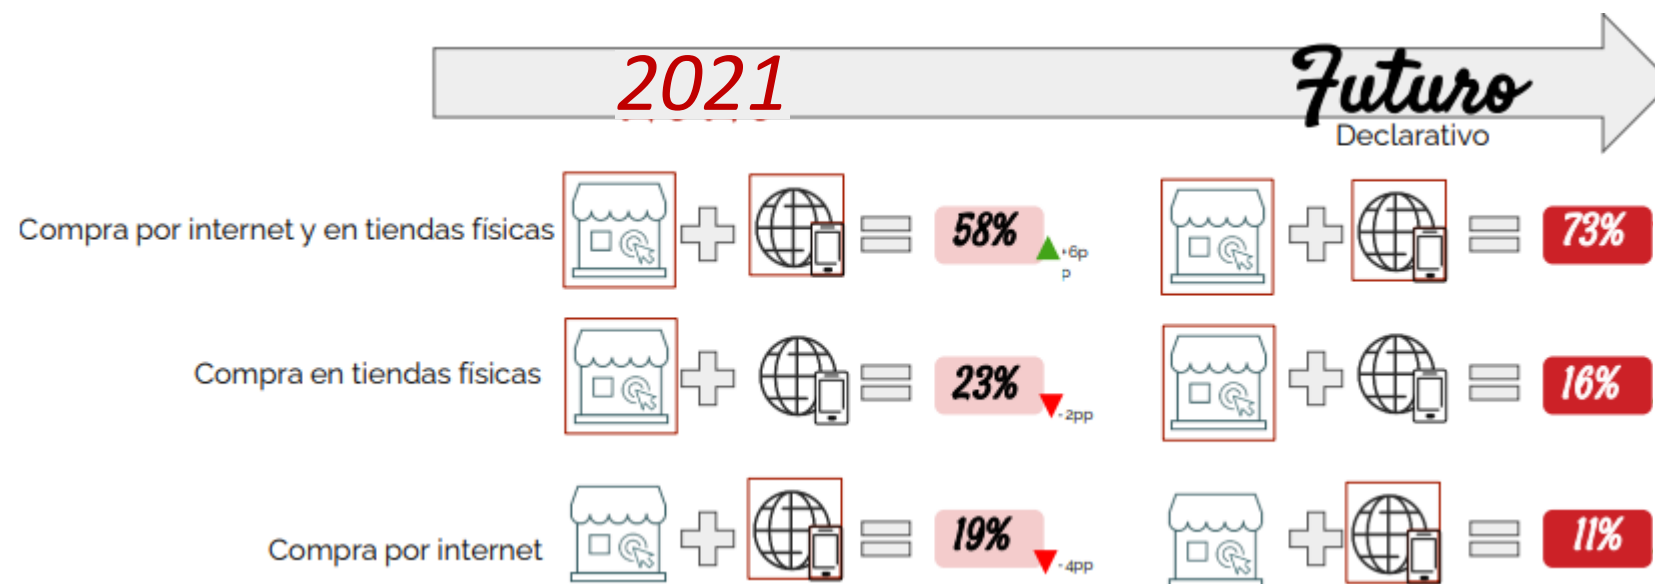 2021
Futuro
Declarativo
Compra por internet y en tiendas físicas
58%
+6p
p
73%
Compra en tiendas físicas
23%
-2pp
16%
Compra por internet
19%
-4pp
11%